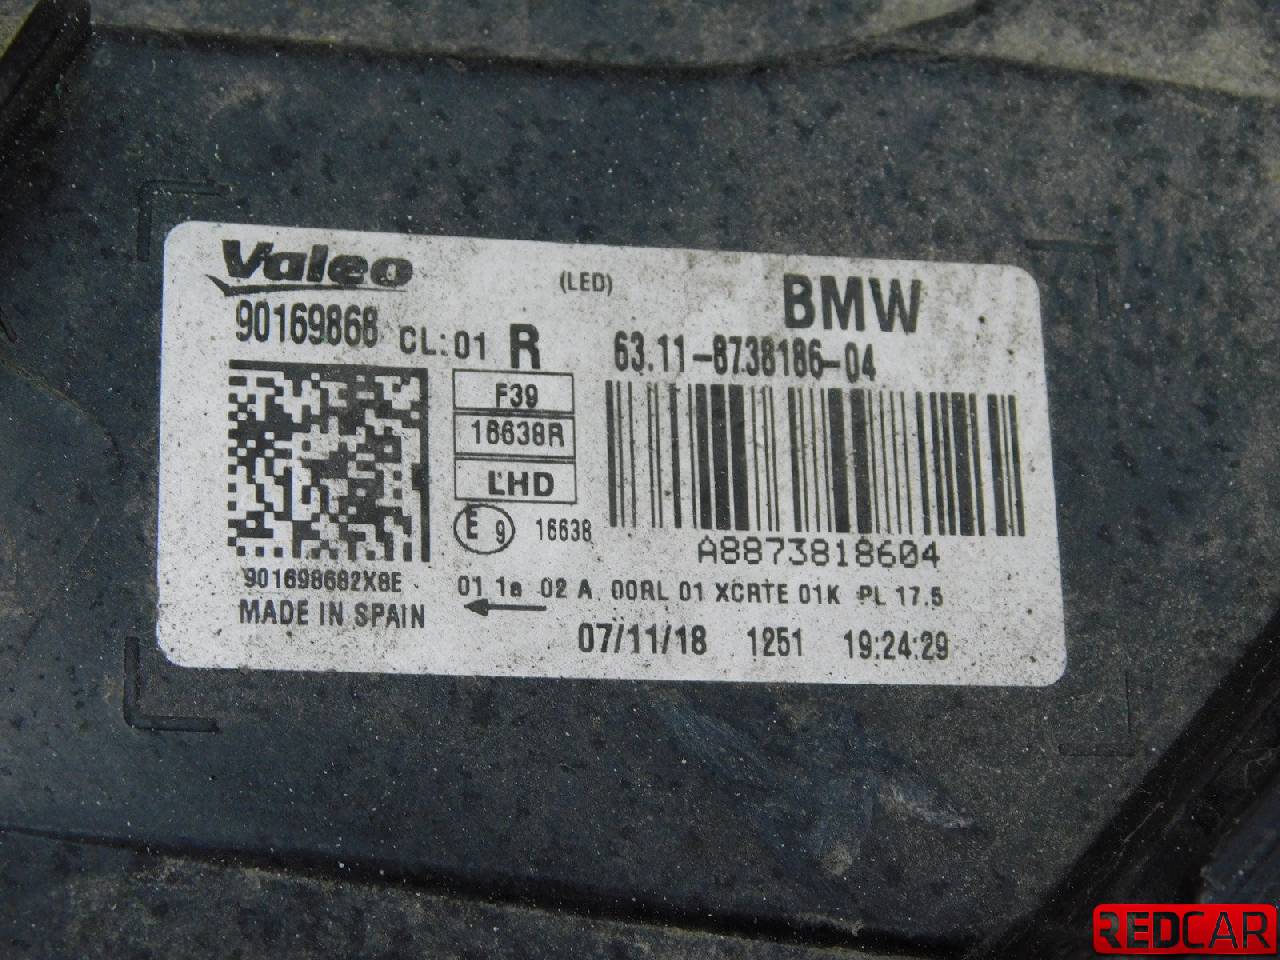 Valeo
(LED)
BMW
90169868 CL:01 R
63.11-8738186-04
F39
16638R
LHD
E 9 16638
A8873818604
901698682X8E
01 1a 02 A 00RL 01 XCRTE 01K PL 17.5
MADE IN SPAIN
07/11/18 1251 19:24:29
REDCAR